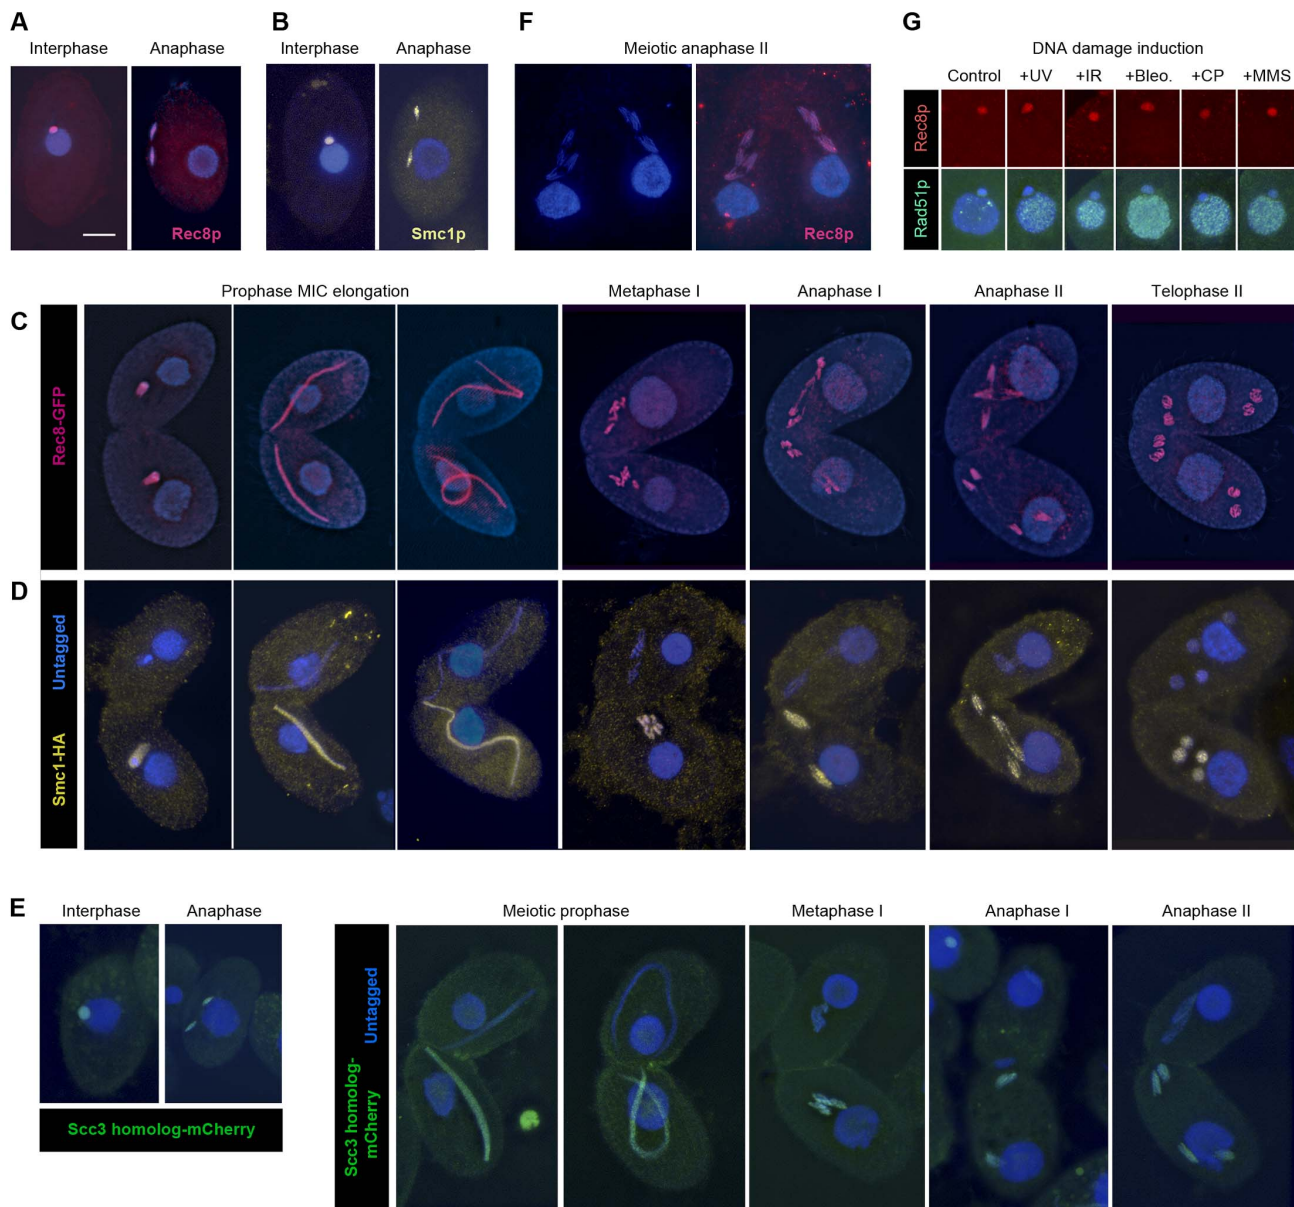 A
Interphase
Anaphase
Rec8p
B
Interphase
Anaphase
Smc1p
F
Meiotic anaphase II
Rec8p
G
DNA damage induction
Control
+UV
+IR
+Bleo.
+CP
+MMS
Rec8p
Rad51p
Prophase MIC elongation
Metaphase I
Anaphase I
Anaphase II
Telophase II
C
Rec8-GFP
D
Smc1-HA
Untagged
E
Interphase
Anaphase
Scc3 homolog-mCherry
Meiotic prophase
Metaphase I
Anaphase I
Anaphase II
Scc3 homolog-
mCherry
Untagged